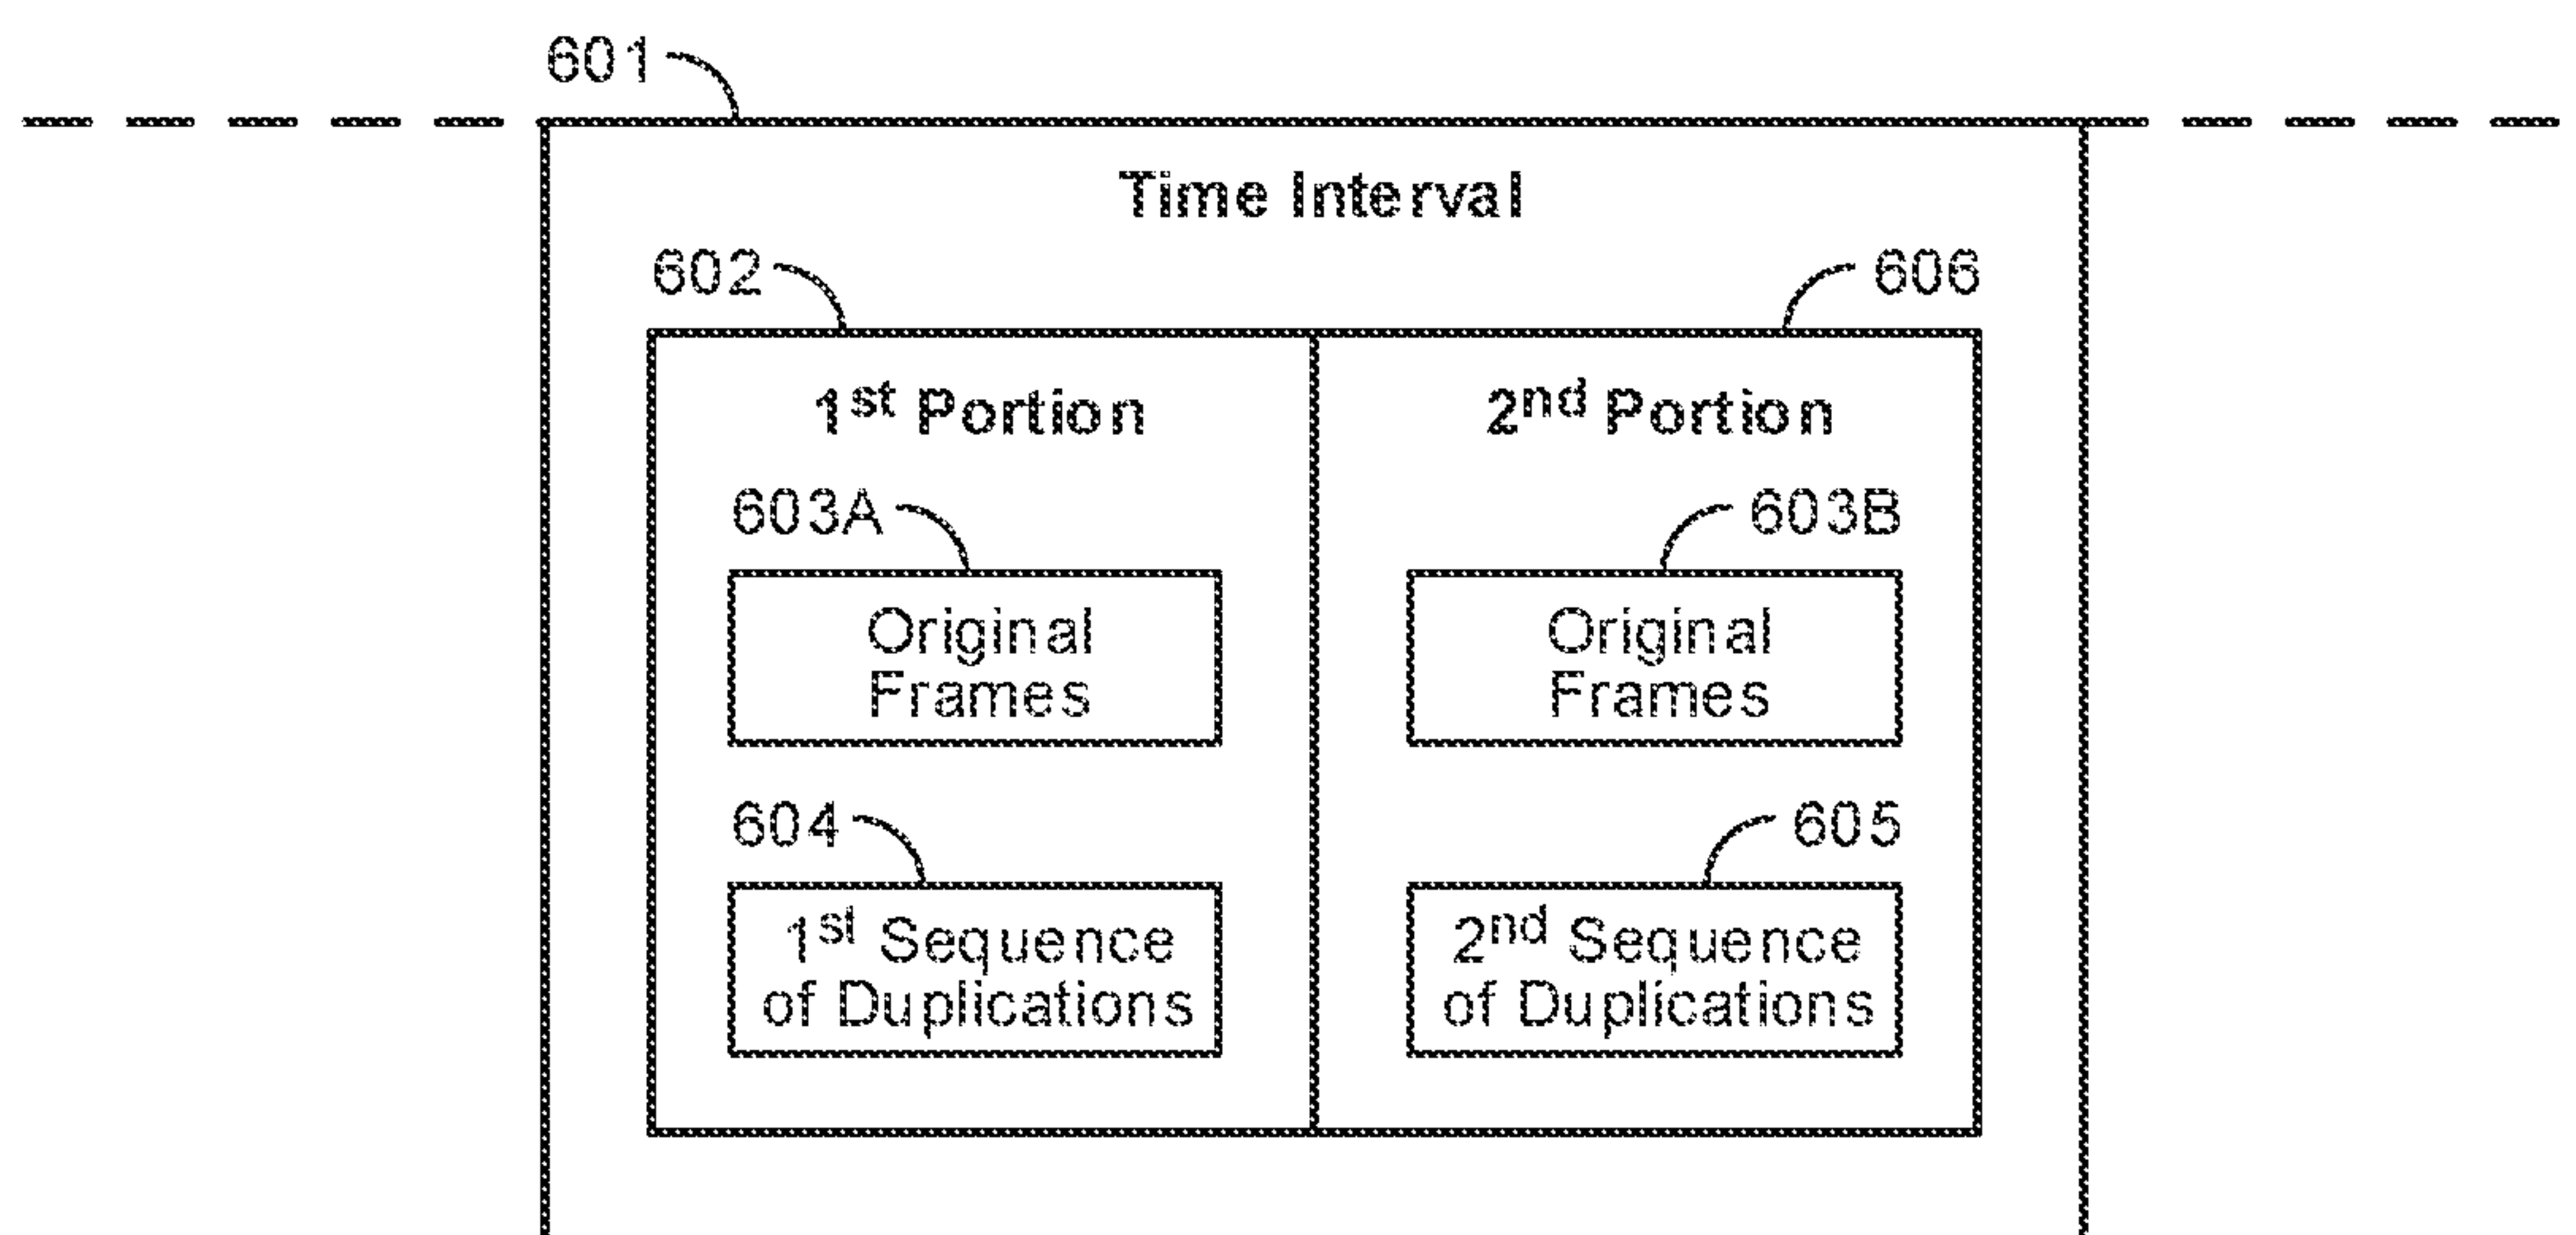 601
Time Interval
602
606
1st Portion
2nd Portion
603A
603B
Original
Frames
Original
Frames
604
605
1st Sequence
of Duplications
2nd Sequence
of Duplications